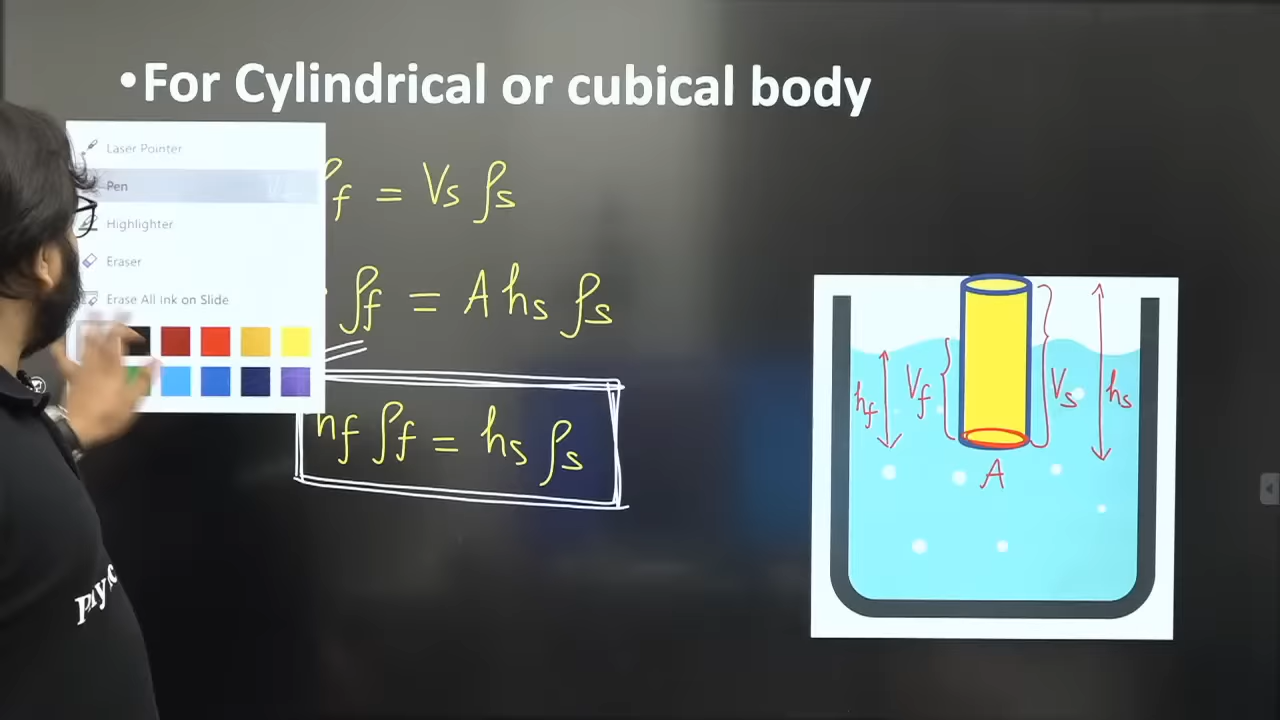 •For Cylindrical or cubical body
Laser Pointer
Pen
Highlighter
Eraser
Erase All ink on Slide
ρf = Vs ρs
ρf = A hs ρs
hf ρf = hs ρs
hf
Vf
Vs
hs
A